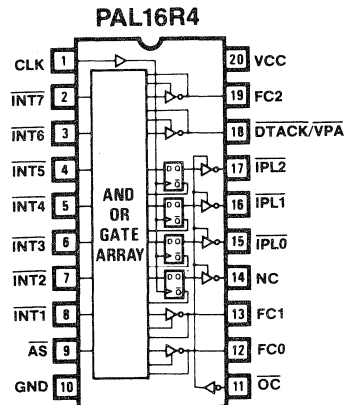 PAL16R4
CLK 1 20 VCC
INT7 2 19 FC2
INT6 3 18 DTACK/VPA
INT5 4 D Q Q 17 IPL2
INT4 5 D Q Q 16 IPL1
INT3 6 D Q Q 15 IPL0
INT2 7 D Q Q 14 NC
INT1 8 13 FC1
AS 9 12 FC0
GND 10 11 OC
AND
OR
GATE
ARRAY